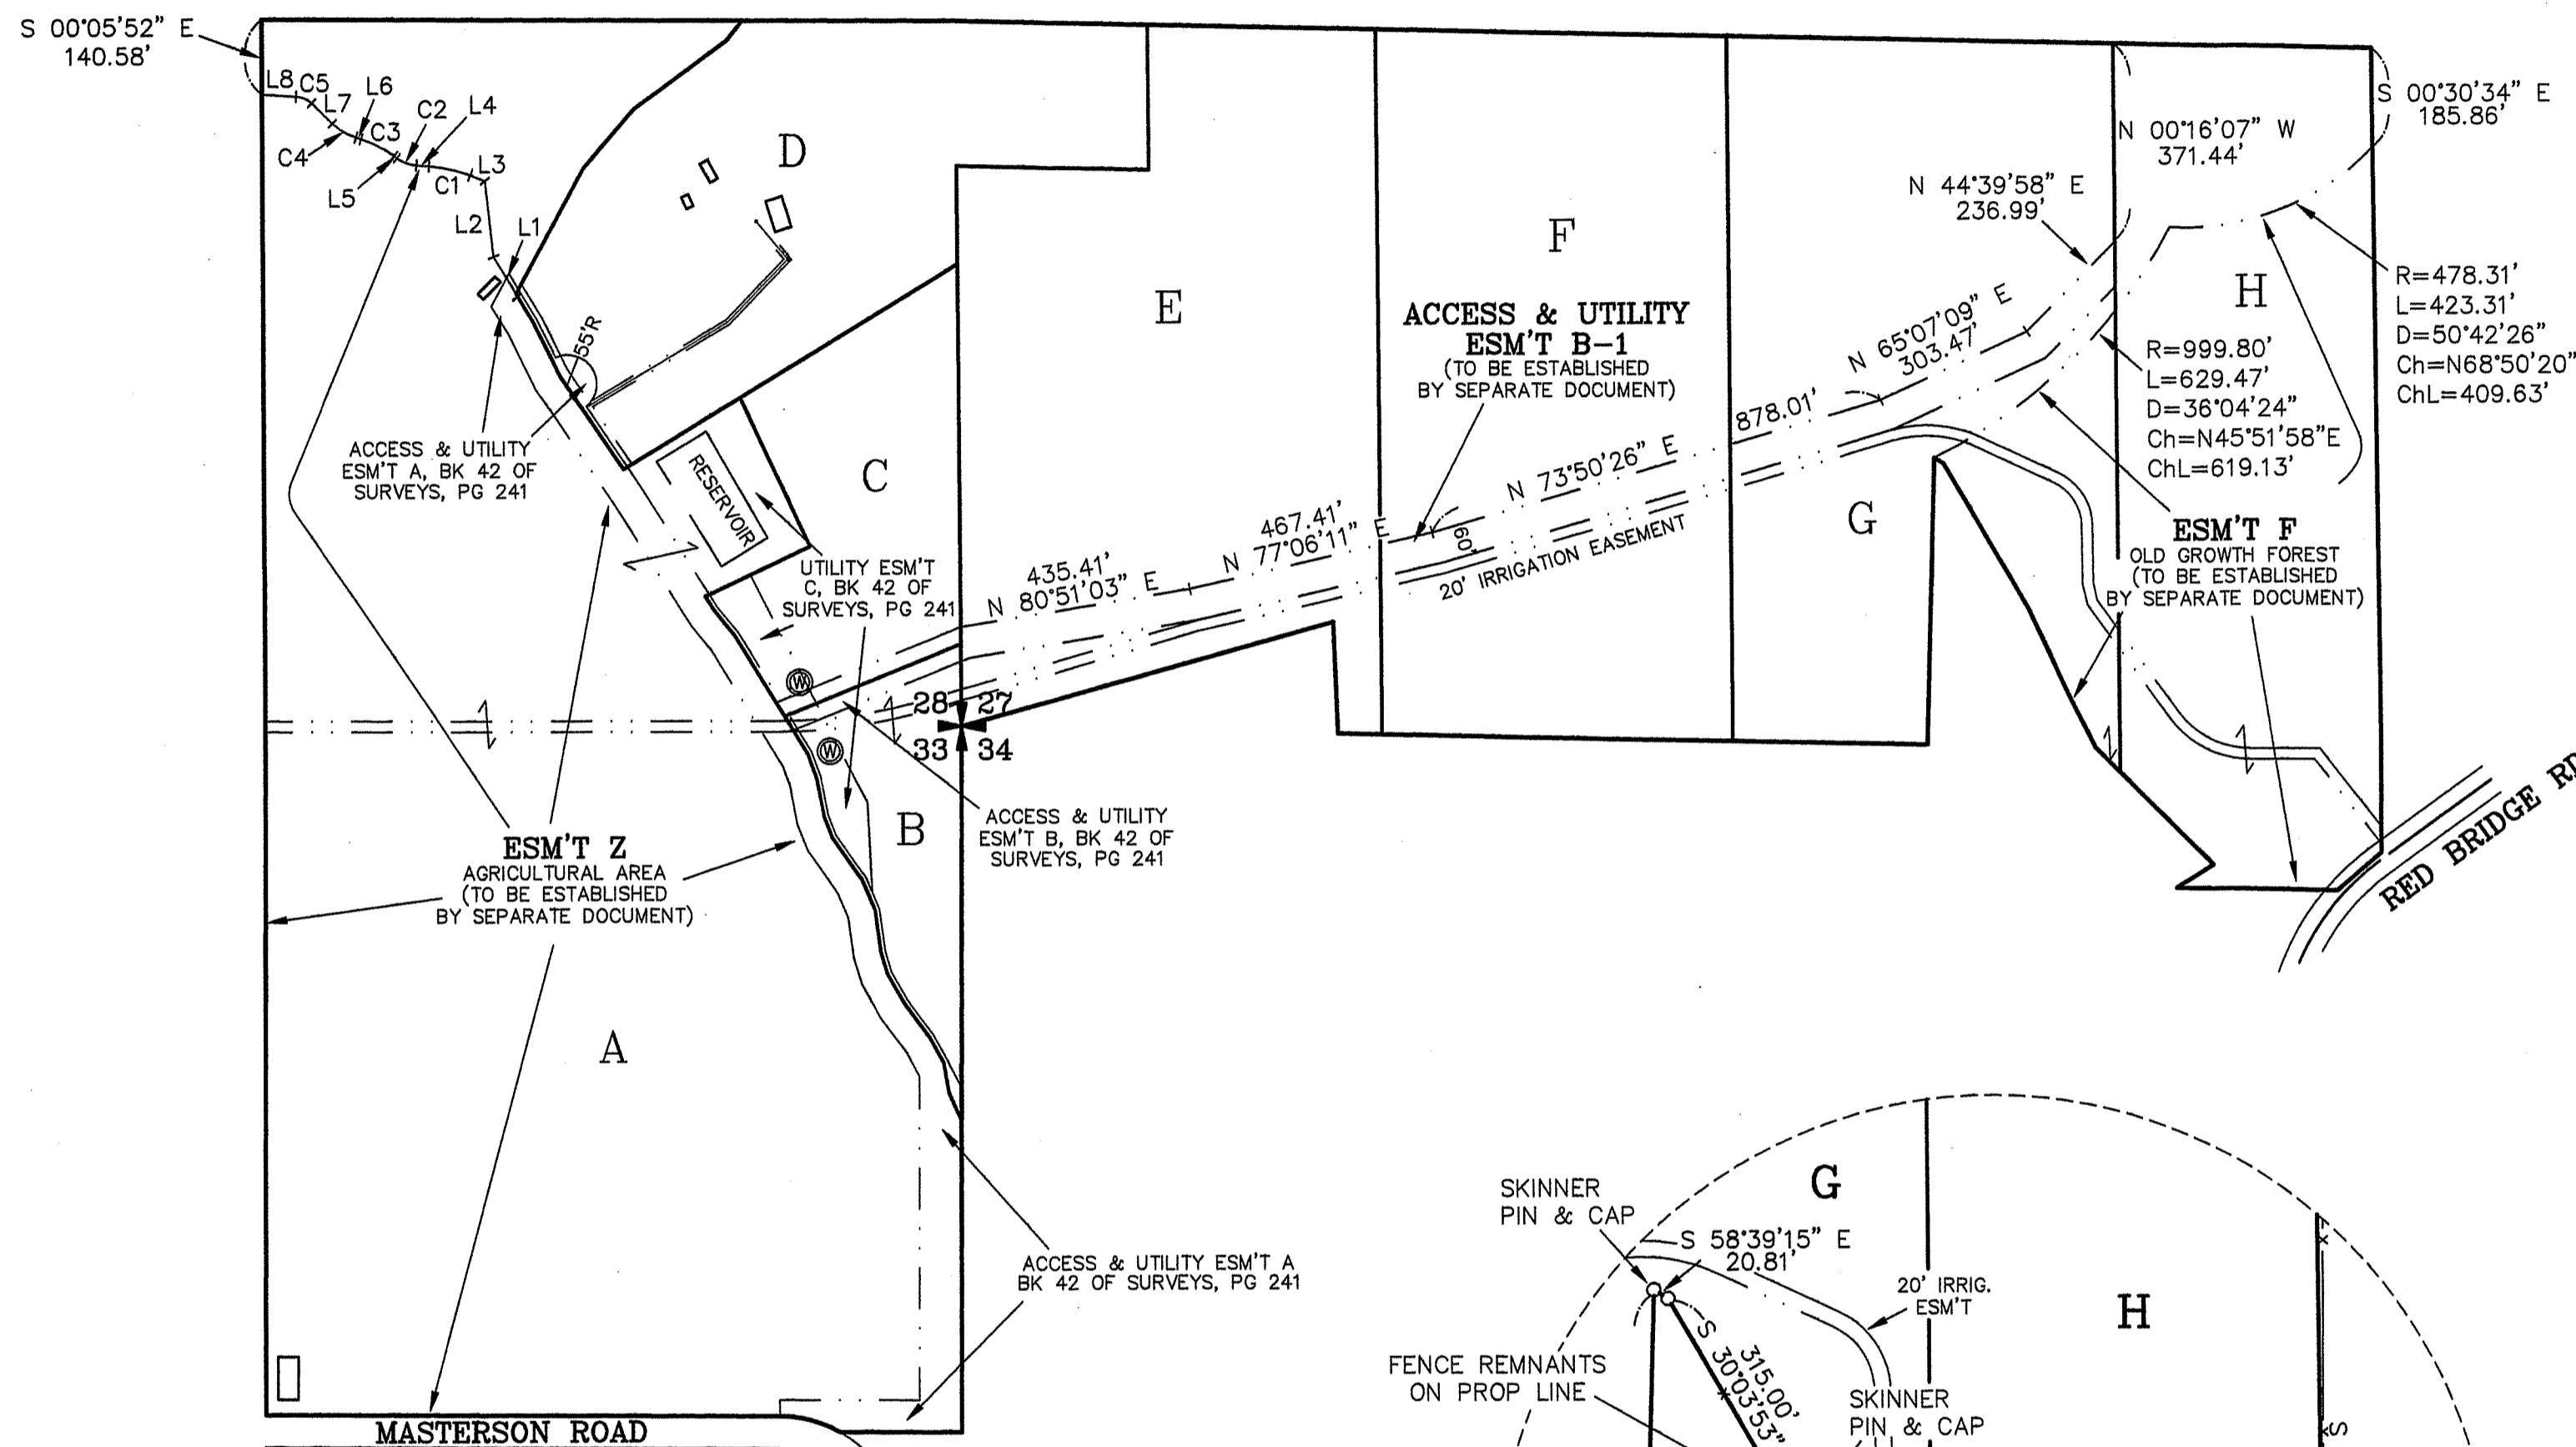 S 00°05'52" E
140.58'
L8
C5
L7
L6
C2
L4
C3
C4
L5
C1
L3
L2
L1
D
55'R
ACCESS & UTILITY
ESM'T A, BK 42 OF
SURVEYS, PG 241
RESERVOIR
C
UTILITY ESM'T
C, BK 42 OF
SURVEYS, PG 241
E
F
ACCESS & UTILITY
ESM'T B-1
(TO BE ESTABLISHED
BY SEPARATE DOCUMENT)
435.41'
N 80°51'03" E
467.41'
N 77°06'11" E
60'
N 73°50'26" E
878.01'
20' IRRIGATION EASEMENT
N 65°07'09" E
303.47'
N 44°39'58" E
236.99'
N 00°16'07" W
371.44'
S 00°30'34" E
185.86'
G
H
R=478.31'
L=423.31'
D=50°42'26"
Ch=N68°50'20"
ChL=409.63'
R=999.80'
L=629.47'
D=36°04'24"
Ch=N45°51'58"E
ChL=619.13'
ESM'T F
OLD GROWTH FOREST
(TO BE ESTABLISHED
BY SEPARATE DOCUMENT)
W
W
28 27
33 34
B
ACCESS & UTILITY
ESM'T B, BK 42 OF
SURVEYS, PG 241
RED BRIDGE RD
ESM'T Z
AGRICULTURAL AREA
(TO BE ESTABLISHED
BY SEPARATE DOCUMENT)
A
ACCESS & UTILITY ESM'T A
BK 42 OF SURVEYS, PG 241
MASTERSON ROAD
G
SKINNER
PIN & CAP
S 58°39'15" E
20.81'
20' IRRIG.
ESM'T
H
315.00'
S 30°03'53"
FENCE REMNANTS
ON PROP LINE
SKINNER
PIN & CAP
S